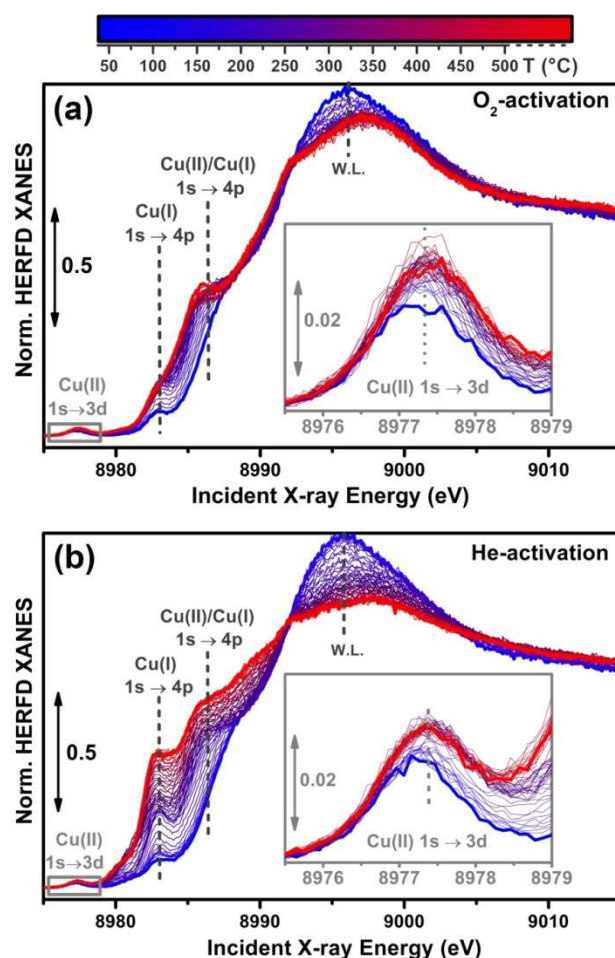 50 100 150 200 250 300 350 400 450 500 T (°C)
(a)
O₂-activation
Cu(II)/Cu(I)
1s → 4p
W.L.
Cu(I)
1s → 4p
0.5
Norm. HERFD XANES
0.02
Cu(II)
1s→3d
Cu(II) 1s → 3d
8976 8977 8978 8979
8980 8990 9000 9010
Incident X-ray Energy (eV)
(b)
He-activation
Cu(II)/Cu(I)
1s → 4p
Cu(I)
1s → 4p
W.L.
0.5
Norm. HERFD XANES
0.02
Cu(II)
1s→3d
Cu(II) 1s → 3d
8976 8977 8978 8979
8980 8990 9000 9010
Incident X-ray Energy (eV)